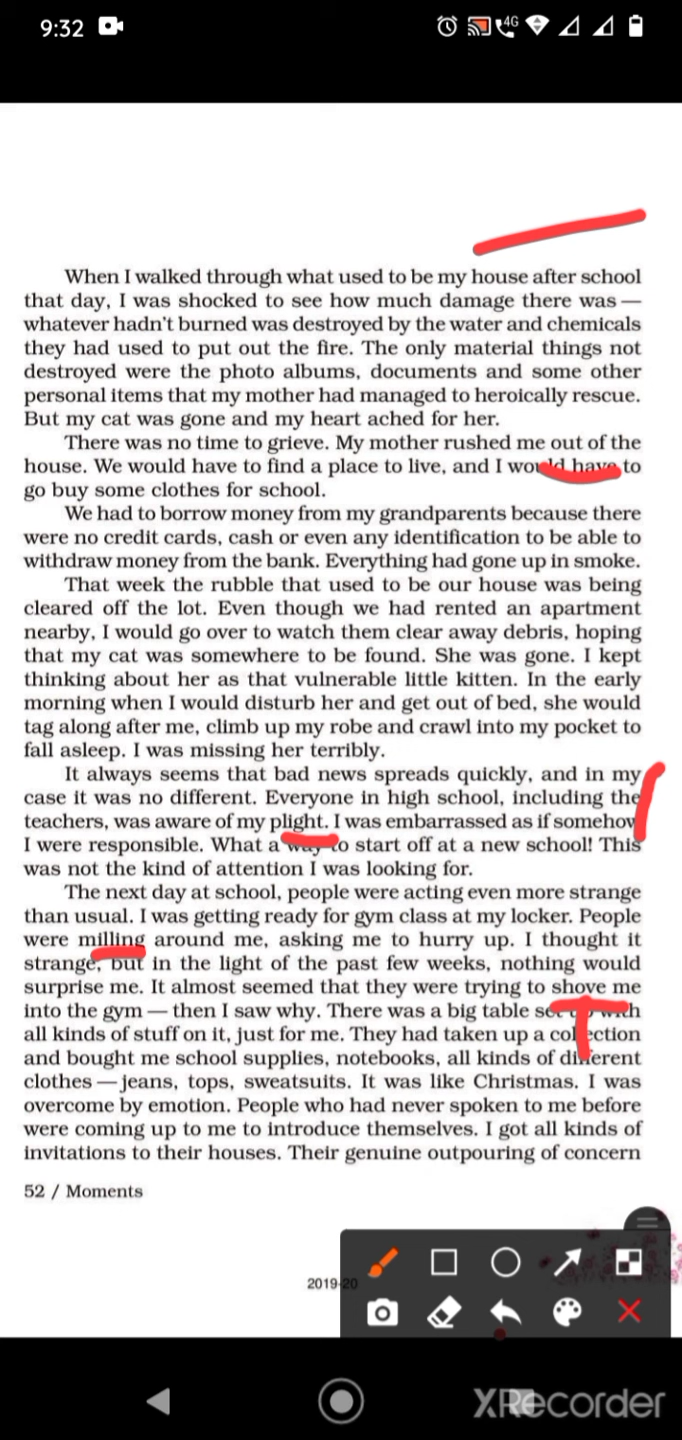 9:32
4G
When I walked through what used to be my house after school
that day, I was shocked to see how much damage there was —
whatever hadn't burned was destroyed by the water and chemicals
they had used to put out the fire. The only material things not
destroyed were the photo albums, documents and some other
personal items that my mother had managed to heroically rescue.
But my cat was gone and my heart ached for her.
There was no time to grieve. My mother rushed me out of the
house. We would have to find a place to live, and I would have to
go buy some clothes for school.
We had to borrow money from my grandparents because there
were no credit cards, cash or even any identification to be able to
withdraw money from the bank. Everything had gone up in smoke.
That week the rubble that used to be our house was being
cleared off the lot. Even though we had rented an apartment
nearby, I would go over to watch them clear away debris, hoping
that my cat was somewhere to be found. She was gone. I kept
thinking about her as that vulnerable little kitten. In the early
morning when I would disturb her and get out of bed, she would
tag along after me, climb up my robe and crawl into my pocket to
fall asleep. I was missing her terribly.
It always seems that bad news spreads quickly, and in my
case it was no different. Everyone in high school, including the
teachers, was aware of my plight. I was embarrassed as if somehow
I were responsible. What a way to start off at a new school! This
was not the kind of attention I was looking for.
The next day at school, people were acting even more strange
than usual. I was getting ready for gym class at my locker. People
were milling around me, asking me to hurry up. I thought it
strange, but in the light of the past few weeks, nothing would
surprise me. It almost seemed that they were trying to shove me
into the gym — then I saw why. There was a big table set up with
all kinds of stuff on it, just for me. They had taken up a collection
and bought me school supplies, notebooks, all kinds of different
clothes — jeans, tops, sweatsuits. It was like Christmas. I was
overcome by emotion. People who had never spoken to me before
were coming up to me to introduce themselves. I got all kinds of
invitations to their houses. Their genuine outpouring of concern
52 / Moments
2019-20
XRecorder